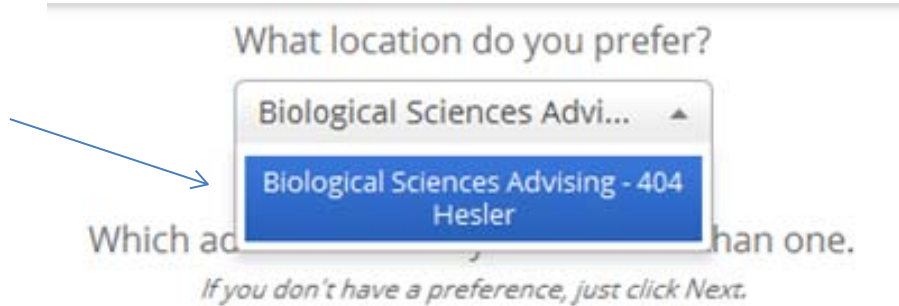 What location do you prefer?
Biological Sciences Advi...
Biological Sciences Advising - 404
Hesler
Which han one.
If you don't have a preference, just click Next.